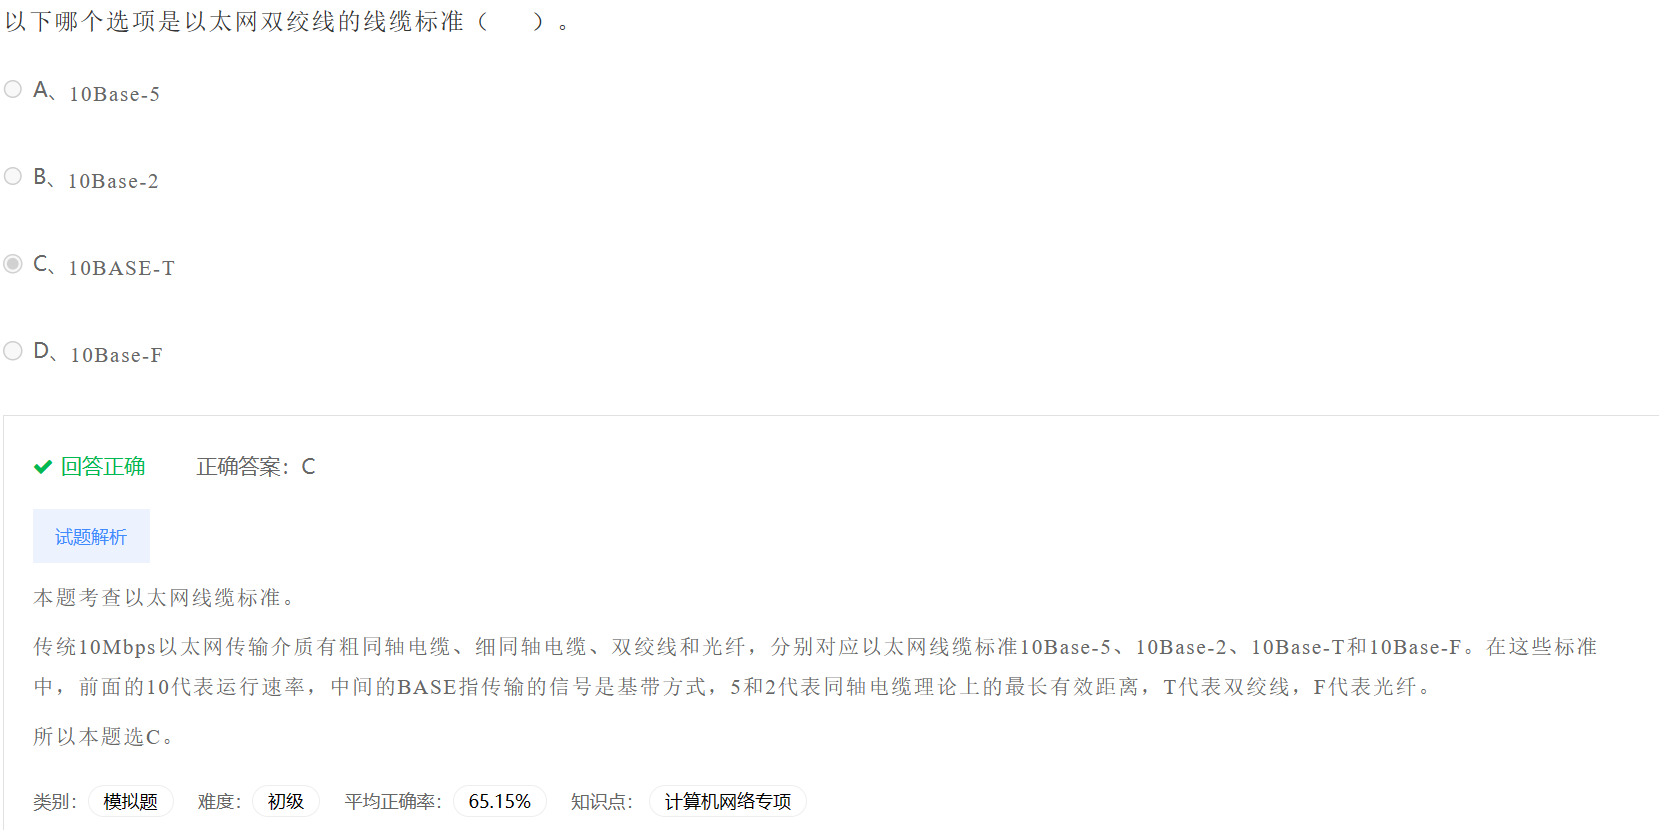 以下哪个选项是以太网双绞线的线缆标准（  ）。
A、10Base-5
B、10Base-2
C、10BASE-T
D、10Base-F
回答正确 正确答案：C
试题解析
本题考查以太网线缆标准。
传统10Mbps以太网传输介质有粗同轴电缆、细同轴电缆、双绞线和光纤，分别对应以太网线缆标准10Base-5、10Base-2、10Base-T和10Base-F。在这些标准
中，前面的10代表运行速率，中间的BASE指传输的信号是基带方式，5和2代表同轴电缆理论上的最长有效距离，T代表双绞线，F代表光纤。
所以本题选C。
类别： 模拟题 难度： 初级 平均正确率： 65.15% 知识点： 计算机网络专项